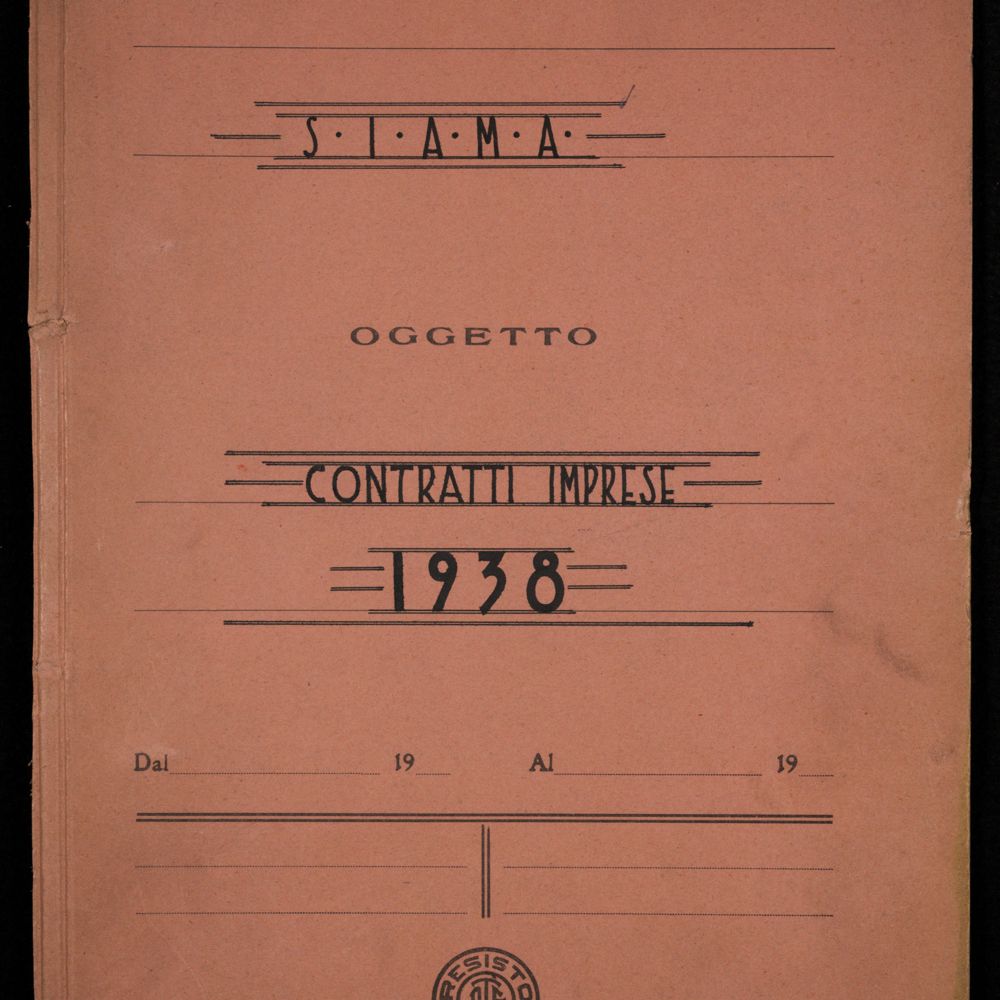 S·I·A·M·A·
OGGETTO
CONTRATTI IMPRESE
1938
Dal 19 Al 19
RESISTO